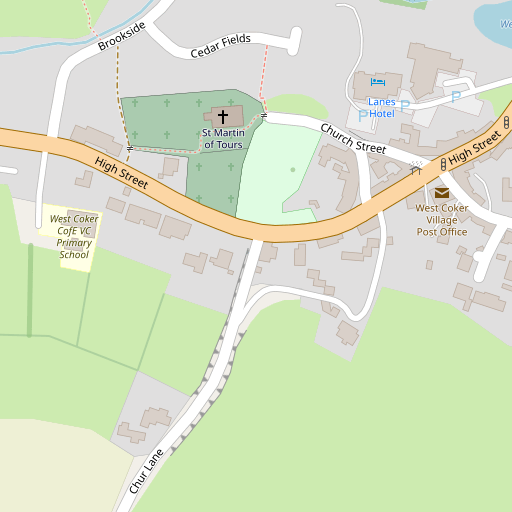 We
Brookside
Cedar Fields
Lanes
Hotel
P
P
P
St Martin
of Tours
Church Street
High Street
High Street
West Coker
Village
Post Office
West Coker
CofE VC
Primary
School
Chur Lane